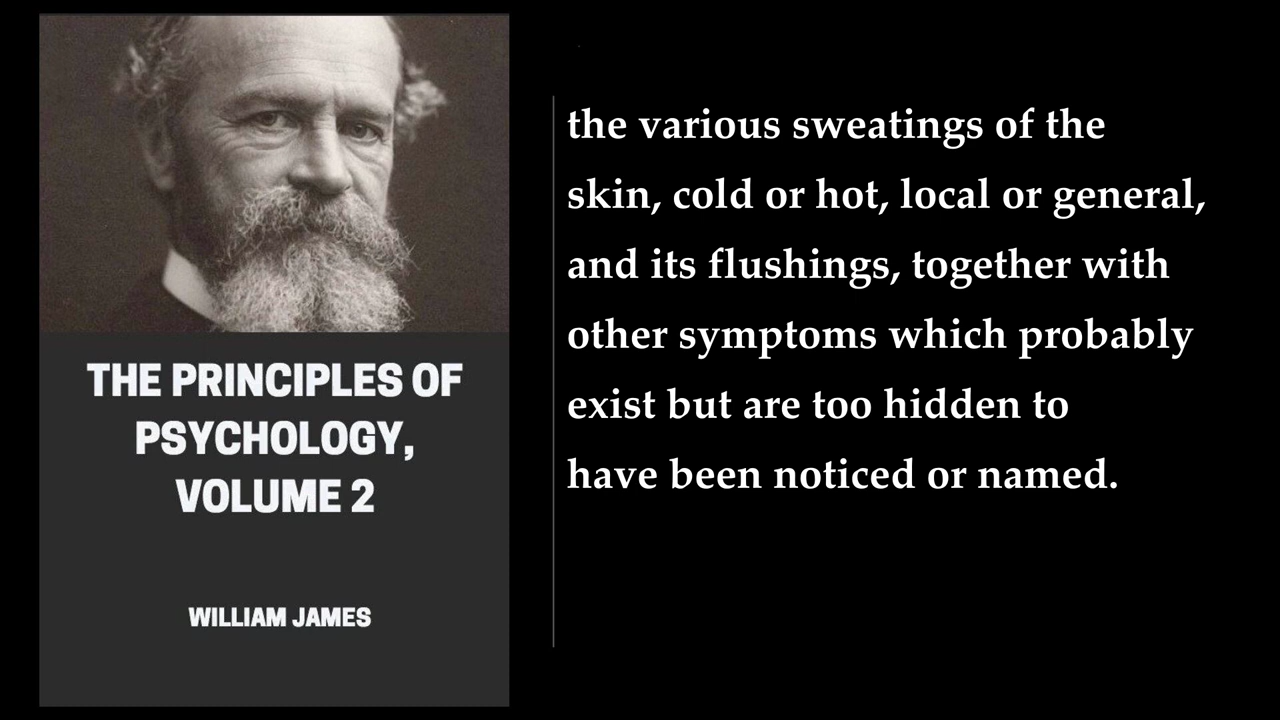 THE PRINCIPLES OF
PSYCHOLOGY,
VOLUME 2
WILLIAM JAMES
the various sweatings of the
skin, cold or hot, local or general,
and its flushings, together with
other symptoms which probably
exist but are too hidden to
have been noticed or named.